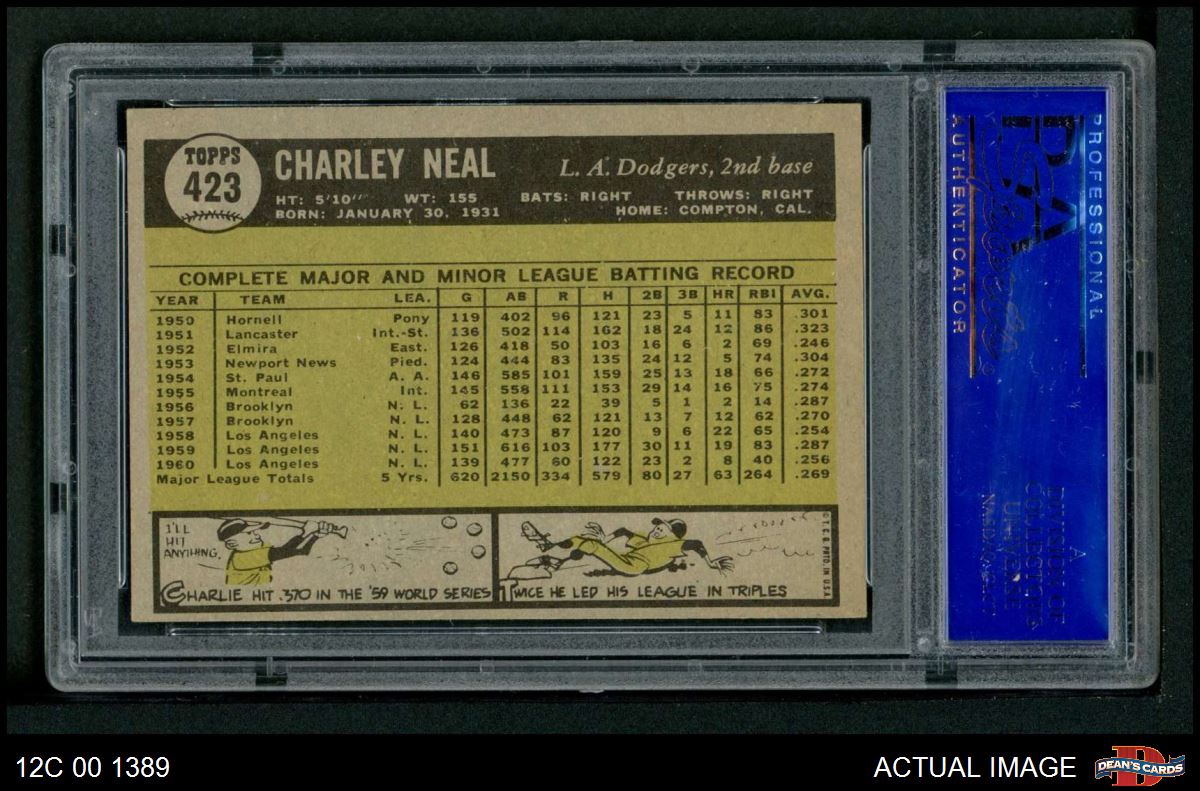 TOPPS
423
CHARLEY NEAL
L. A. Dodgers, 2nd base
HT: 5'10" WT: 155 BATS: RIGHT THROWS: RIGHT
BORN: JANUARY 30, 1931 HOME: COMPTON, CAL.
COMPLETE MAJOR AND MINOR LEAGUE BATTING RECORD
YEAR TEAM LEA. G AB R H 2B 3B HR RBI AVG.
1950 Hornell Pony 119 402 96 121 23 5 11 83 .301
1951 Lancaster Int.-St. 136 502 114 162 18 24 12 86 .323
1952 Elmira East. 126 418 50 103 16 6 2 69 .246
1953 Newport News Pied. 124 444 83 135 24 12 5 74 .304
1954 St. Paul A. A. 146 585 101 159 25 13 18 66 .272
1955 Montreal Int. 145 558 111 153 29 14 16 75 .274
1956 Brooklyn N. L. 62 136 22 39 5 1 2 14 .287
1957 Brooklyn N. L. 128 448 62 121 13 7 12 62 .270
1958 Los Angeles N. L. 140 473 87 120 9 6 22 65 .254
1959 Los Angeles N. L. 151 616 103 177 30 11 19 83 .287
1960 Los Angeles N. L. 139 477 60 122 23 2 8 40 .256
Major League Totals 5 Yrs. 620 2150 334 579 80 27 63 264 .269
I'LL
HIT
ANYTHING.
CHARLIE HIT .370 IN THE '59 WORLD SERIES
TWICE HE LED HIS LEAGUE IN TRIPLES
© T.C.G. PRTD. IN U.S.A.
PROFESSIONAL
PSA
AUTHENTICATOR
A
DIVISION OF
COLLECTORS
UNIVERSE
12C 00 1389
ACTUAL IMAGE
DEAN'S CARDS